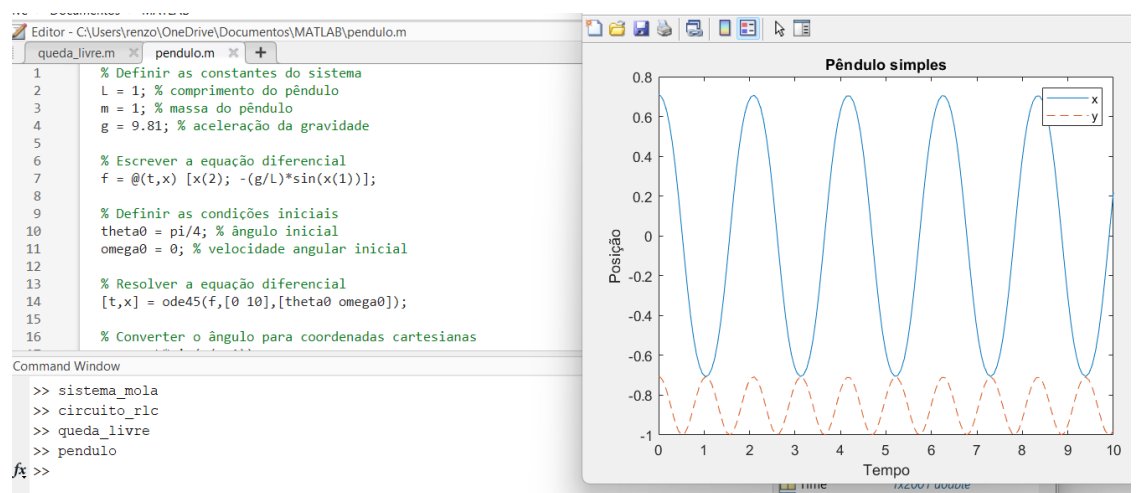 Editor - C:\Users\renzo\OneDrive\Documentos\MATLAB\pendulo.m
queda_livre.m × pendulo.m × +
1 % Definir as constantes do sistema
2 L = 1; % comprimento do pêndulo
3 m = 1; % massa do pêndulo
4 g = 9.81; % aceleração da gravidade
5
6 % Escrever a equação diferencial
7 f = @(t,x) [x(2); -(g/L)*sin(x(1))];
8
9 % Definir as condições iniciais
10 theta0 = pi/4; % ângulo inicial
11 omega0 = 0; % velocidade angular inicial
12
13 % Resolver a equação diferencial
14 [t,x] = ode45(f,[0 10],[theta0 omega0]);
15
16 % Converter o ângulo para coordenadas cartesianas
Command Window
>> sistema_mola
>> circuito_rlc
>> queda_livre
>> pendulo
fx >>
Pêndulo simples
x
y
0.8
0.6
0.4
0.2
0
-0.2
-0.4
-0.6
-0.8
-1
Posição
0 1 2 3 4 5 6 7 8 9 10
Tempo
Time 1x2001 double